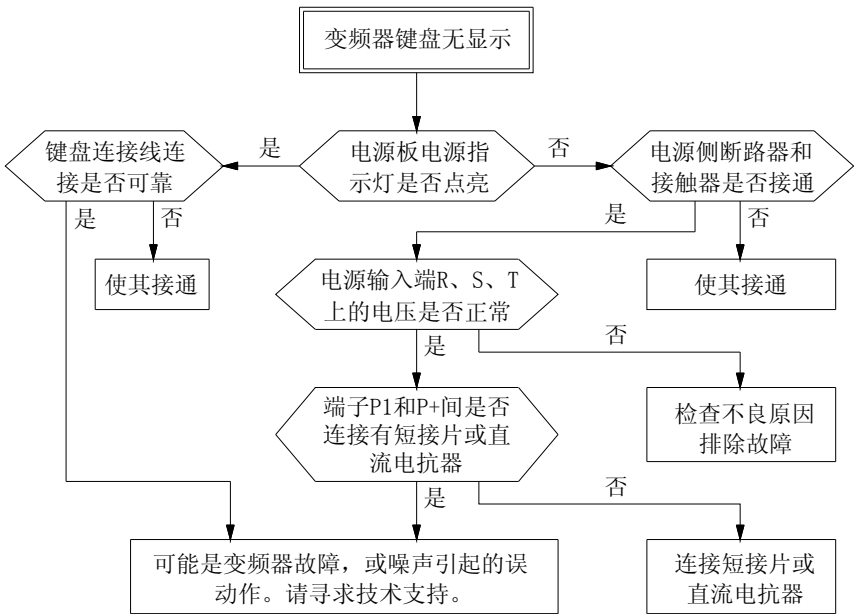 变频器键盘无显示
键盘连接线连
接是否可靠
是
电源板电源指
示灯是否点亮
否
电源侧断路器和
接触器是否接通
是
否
是
否
使其接通
电源输入端R、S、T
上的电压是否正常
使其接通
是
否
端子P1和P+间是否
连接有短接片或直
流电抗器
检查不良原因
排除故障
是
否
可能是变频器故障，或噪声引起的误
动作。请寻求技术支持。
连接短接片或
直流电抗器